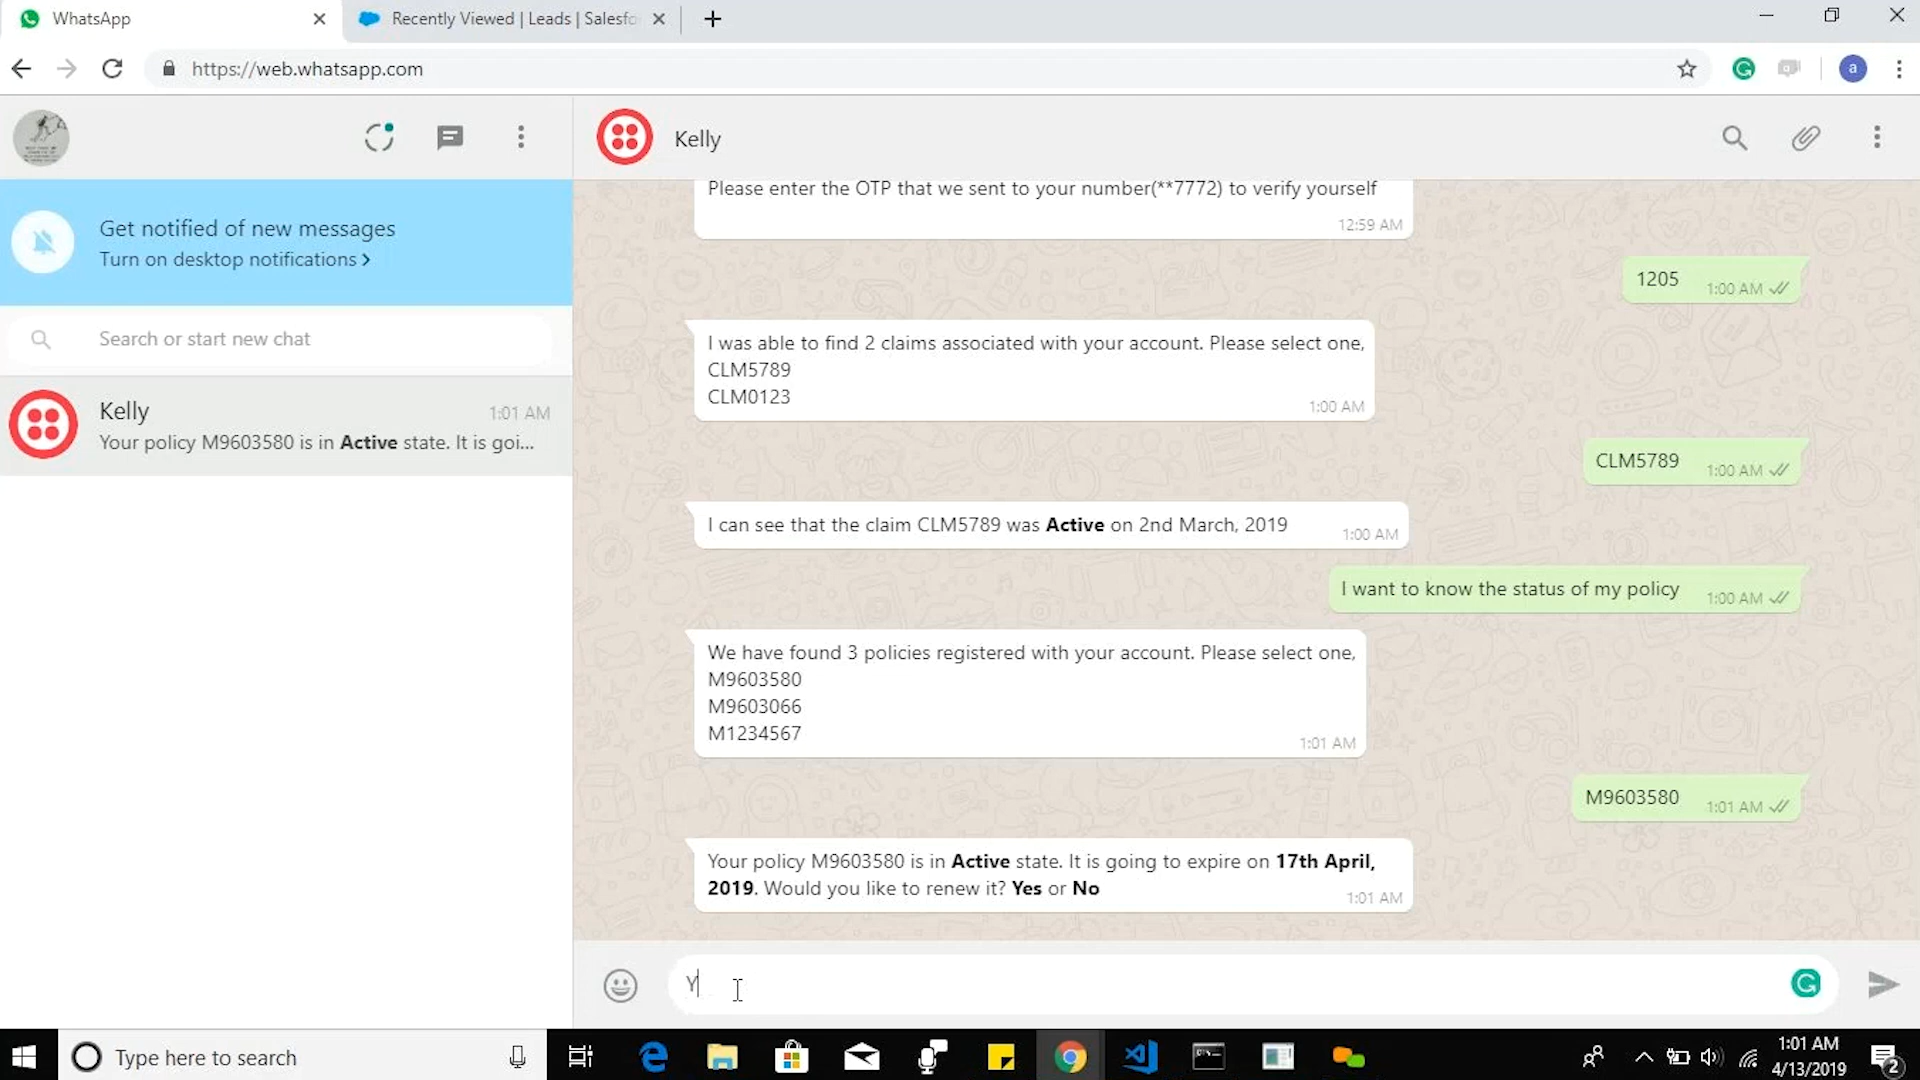 WhatsApp
Recently Viewed | Leads | Salesfo
https://web.whatsapp.com
a
Kelly
Get notified of new messages
Turn on desktop notifications
Search or start new chat
Kelly
1:01 AM
Your policy M9603580 is in Active state. It is goi...
Please enter the OTP that we sent to your number(**7772) to verify yourself
12:59 AM
1205
1:00 AM
I was able to find 2 claims associated with your account. Please select one,
CLM5789
CLM0123
1:00 AM
CLM5789
1:00 AM
I can see that the claim CLM5789 was Active on 2nd March, 2019
1:00 AM
I want to know the status of my policy
1:00 AM
We have found 3 policies registered with your account. Please select one,
M9603580
M9603066
M1234567
1:01 AM
M9603580
1:01 AM
Your policy M9603580 is in Active state. It is going to expire on 17th April,
2019. Would you like to renew it? Yes or No
1:01 AM
Y
Type here to search
1:01 AM
4/13/2019
2